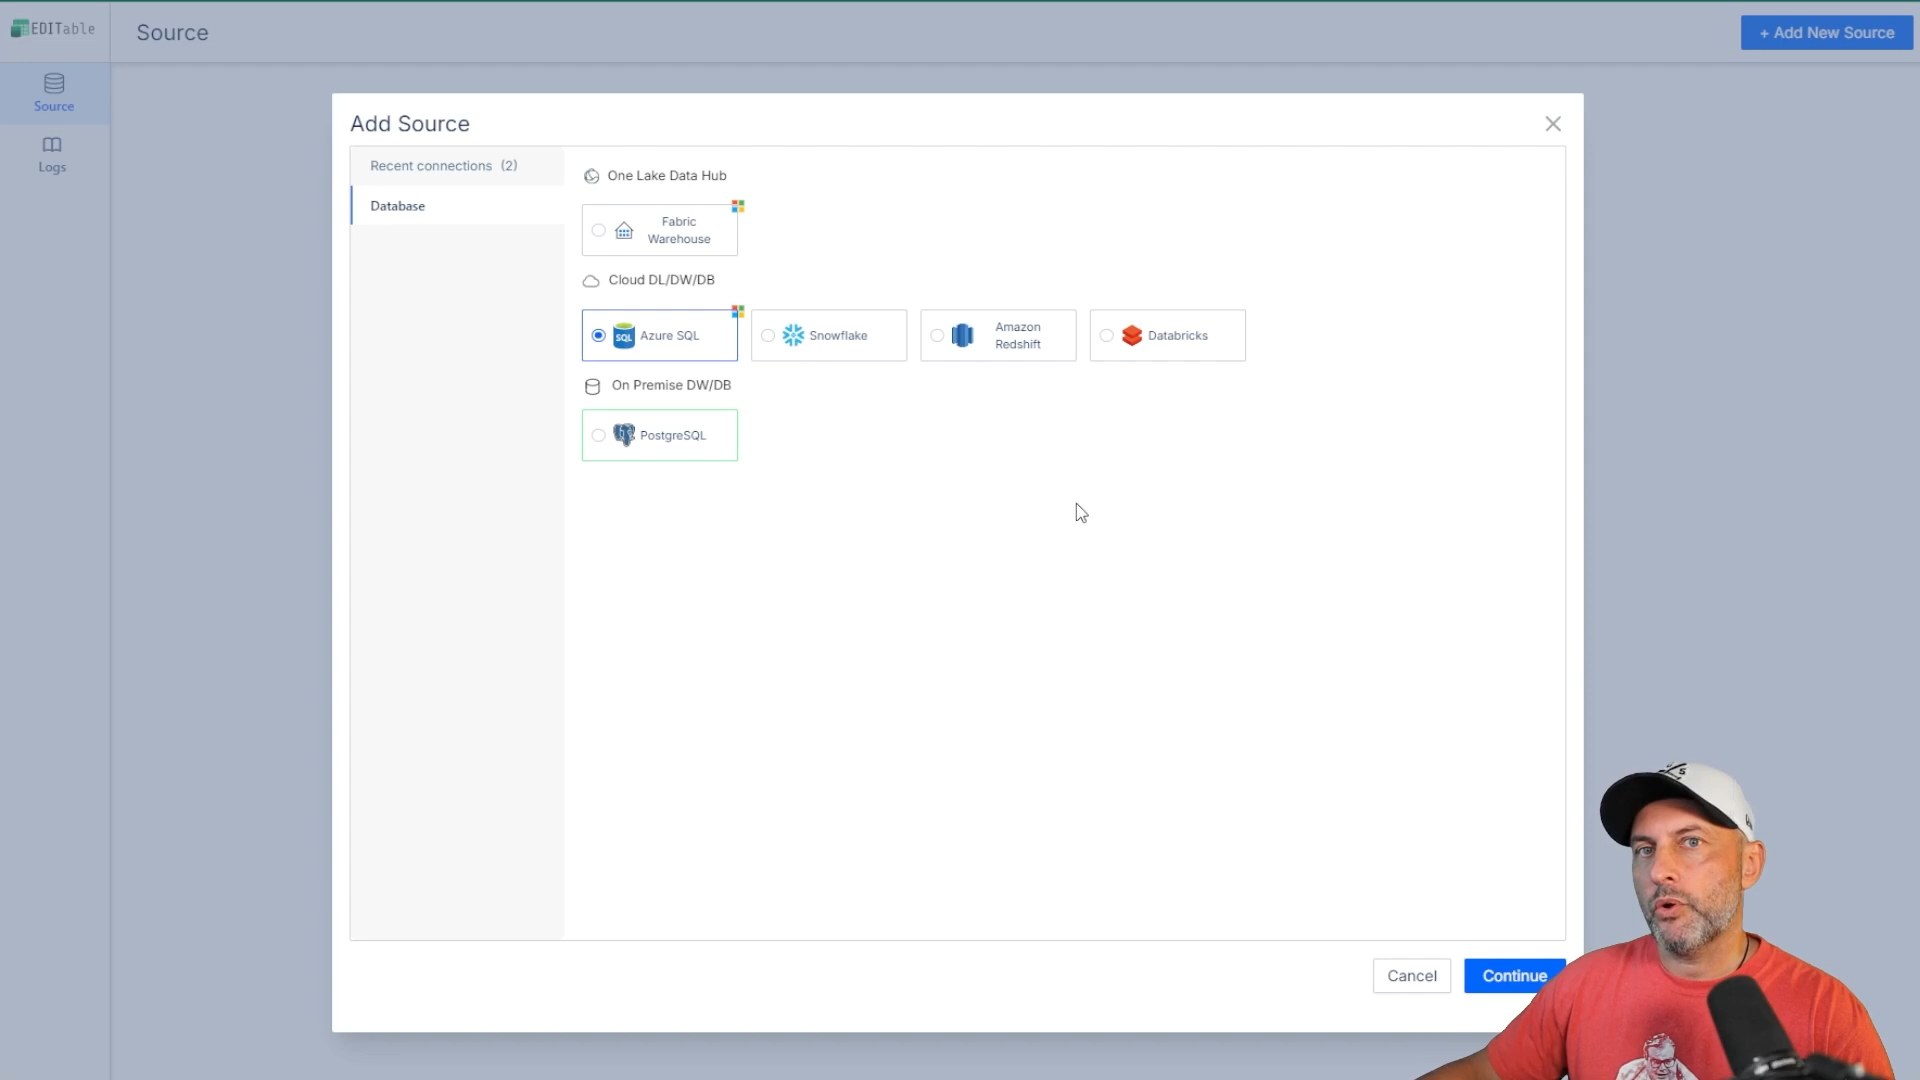 EDITable
Source
+ Add New Source
Source
Logs
Add Source
Recent connections (2)
Database
One Lake Data Hub
Fabric
Warehouse
Cloud DL/DW/DB
SQL
Azure SQL
Snowflake
Amazon
Redshift
Databricks
On Premise DW/DB
PostgreSQL
Cancel
Continue